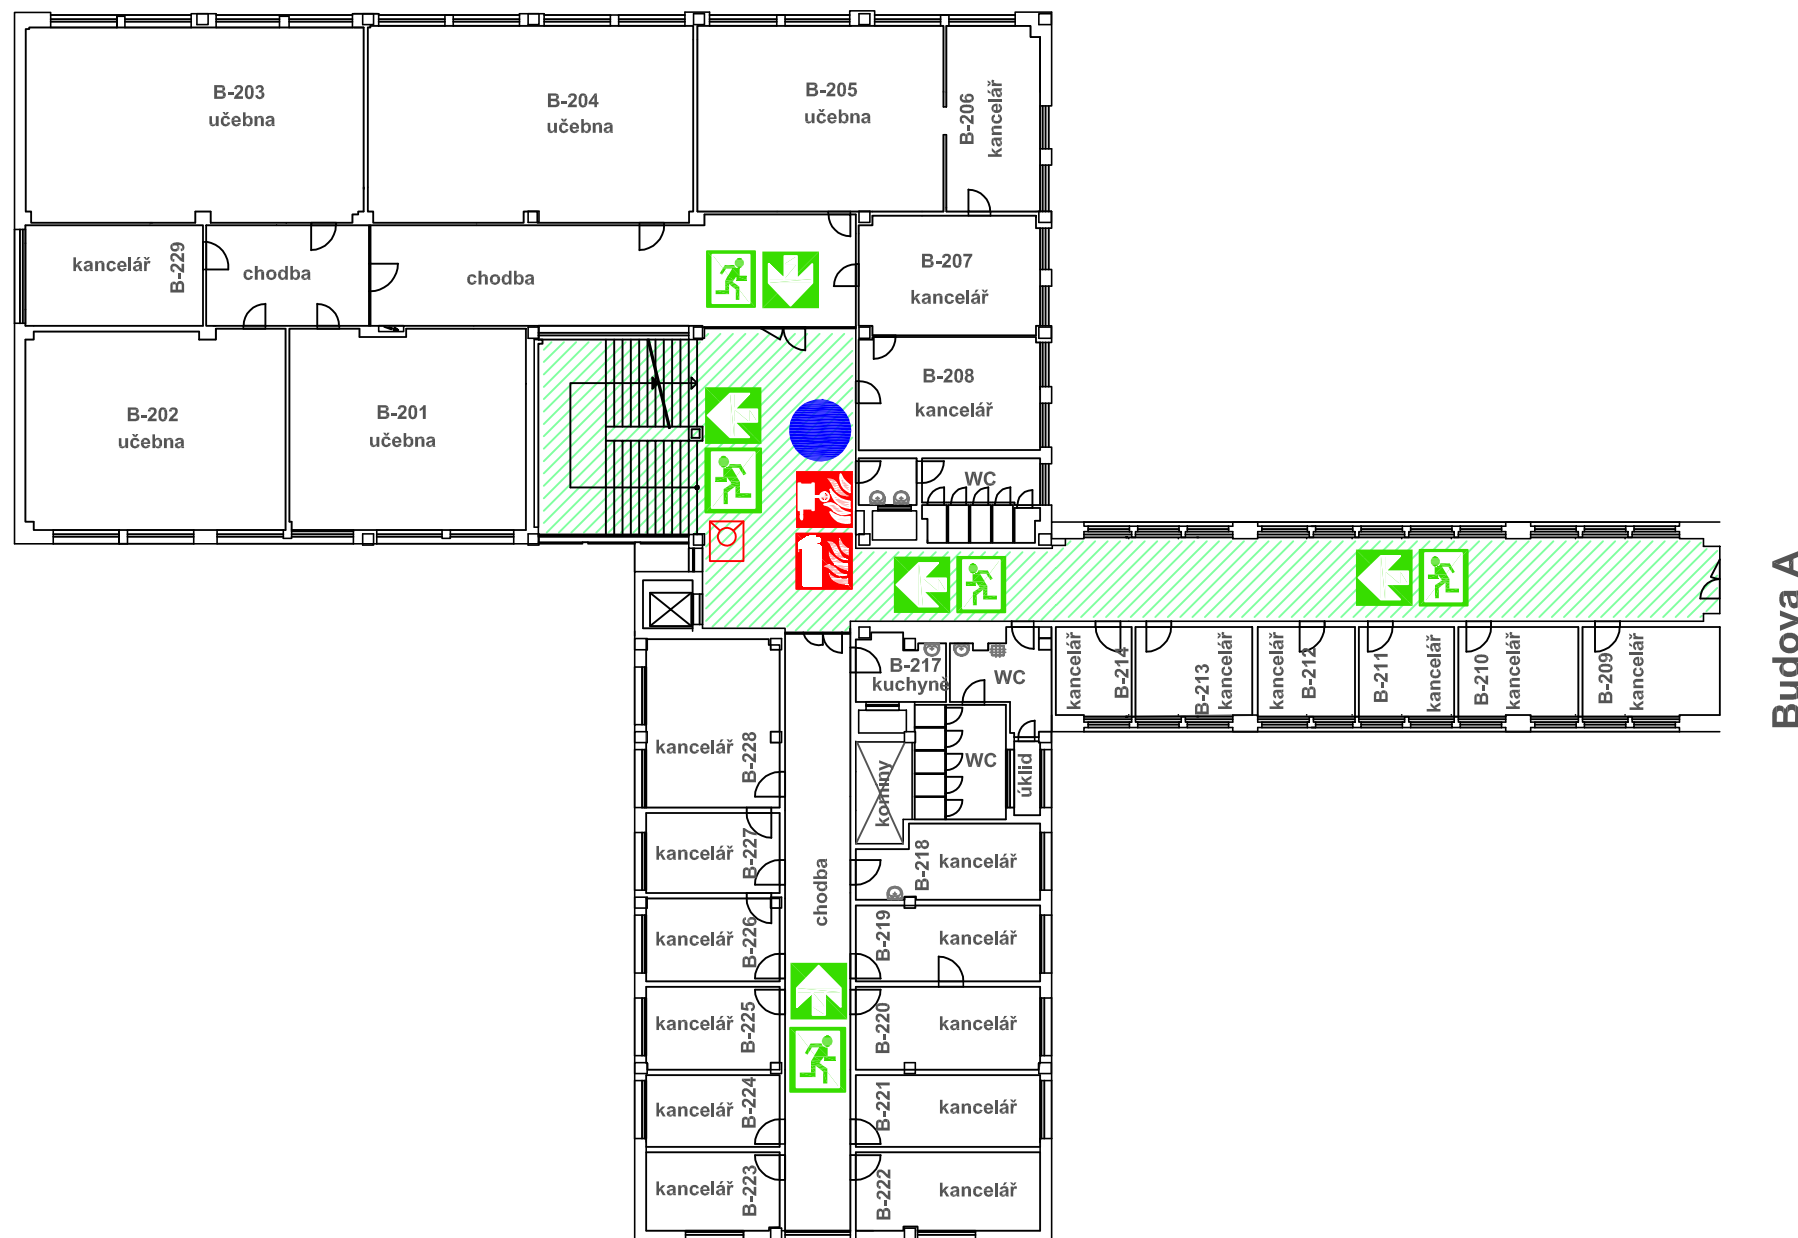 B-203
učebna
B-204
učebna
B-205
učebna
B-206
kancelář
kancelář
B-229
chodba
chodba
B-207
kancelář
B-208
kancelář
B-202
učebna
B-201
učebna
WC
Budova A
kancelář
B-214
B-213
kancelář
kancelář
B-212
B-211
kancelář
B-210
kancelář
B-209
kancelář
B-217
kuchyně
WC
kancelář
B-228
komíny
WC
úklid
kancelář
B-227
chodba
B-218
kancelář
kancelář
B-226
B-219
kancelář
kancelář
B-225
B-220
kancelář
kancelář
B-224
B-221
kancelář
kancelář
B-223
B-222
kancelář